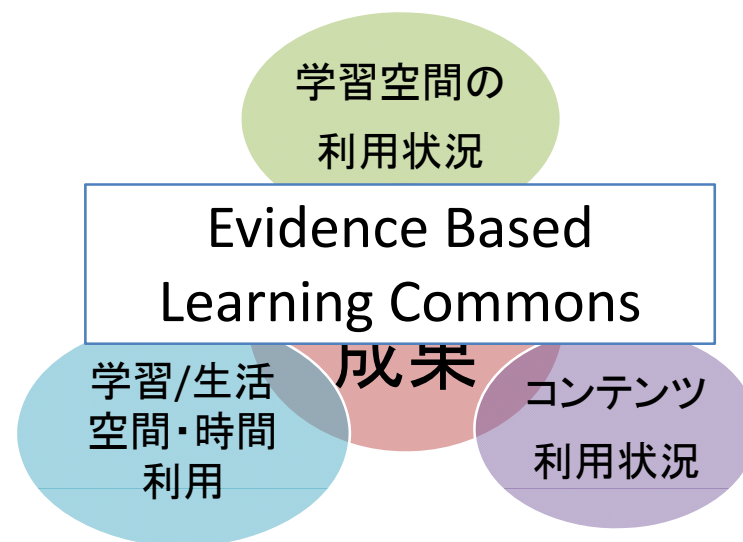 学習空間の
利用状況
Evidence Based
Learning Commons
成果
学習/生活
空間・時間
利用
コンテンツ
利用状況